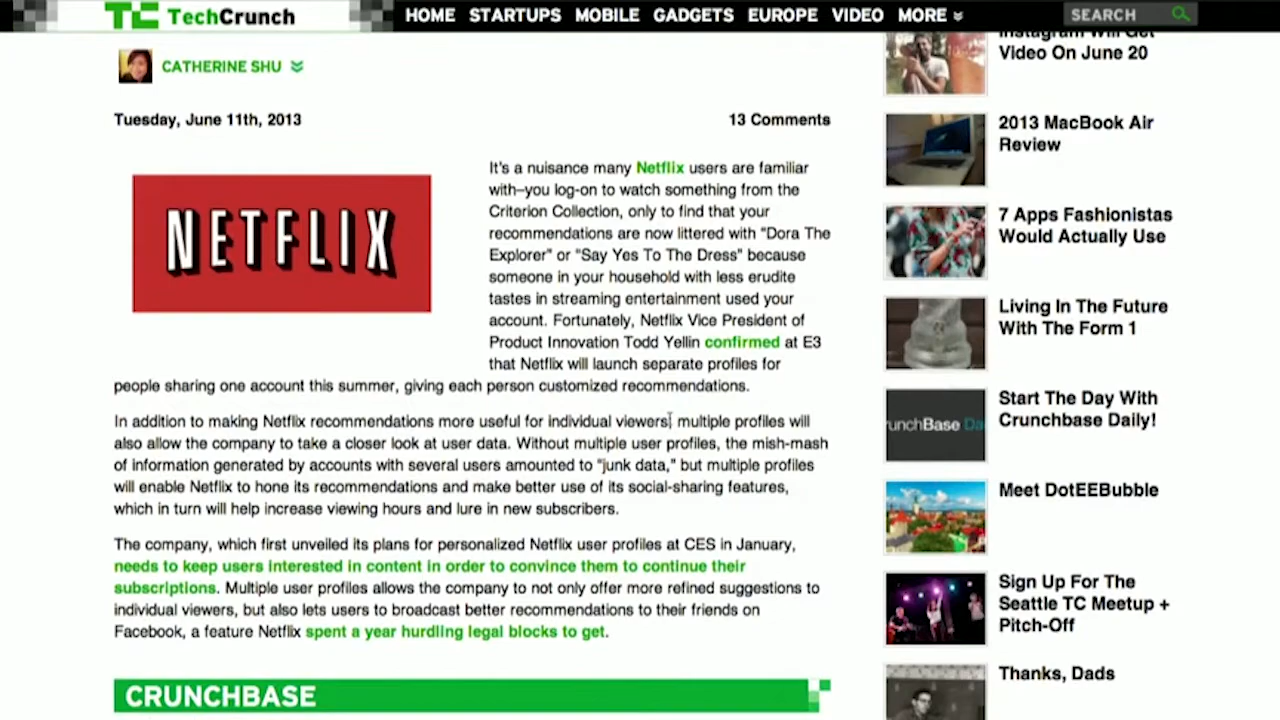 TechCrunch
HOME STARTUPS MOBILE GADGETS EUROPE VIDEO MORE
SEARCH
CATHERINE SHU
Tuesday, June 11th, 2013
13 Comments
NETFLIX
It's a nuisance many Netflix users are familiar
with–you log-on to watch something from the
Criterion Collection, only to find that your
recommendations are now littered with "Dora The
Explorer" or "Say Yes To The Dress" because
someone in your household with less erudite
tastes in streaming entertainment used your
account. Fortunately, Netflix Vice President of
Product Innovation Todd Yellin confirmed at E3
that Netflix will launch separate profiles for
people sharing one account this summer, giving each person customized recommendations.
In addition to making Netflix recommendations more useful for individual viewers, multiple profiles will
also allow the company to take a closer look at user data. Without multiple user profiles, the mish-mash
of information generated by accounts with several users amounted to "junk data," but multiple profiles
will enable Netflix to hone its recommendations and make better use of its social-sharing features,
which in turn will help increase viewing hours and lure in new subscribers.
The company, which first unveiled its plans for personalized Netflix user profiles at CES in January,
needs to keep users interested in content in order to convince them to continue their
subscriptions. Multiple user profiles allows the company to not only offer more refined suggestions to
individual viewers, but also lets users to broadcast better recommendations to their friends on
Facebook, a feature Netflix spent a year hurdling legal blocks to get.
CRUNCHBASE
Instagram Will Get
Video On June 20
2013 MacBook Air
Review
7 Apps Fashionistas
Would Actually Use
Living In The Future
With The Form 1
runchBase Da
Start The Day With
Crunchbase Daily!
Meet DotEEBubble
Sign Up For The
Seattle TC Meetup +
Pitch-Off
Thanks, Dads